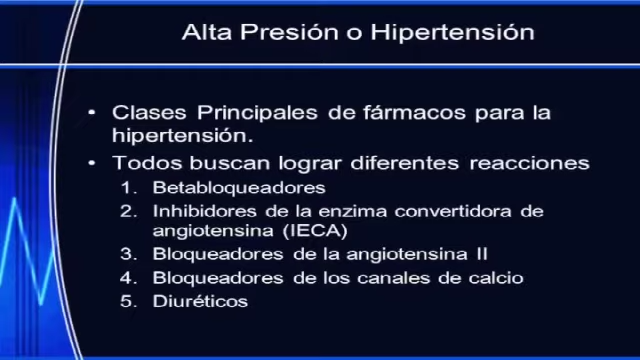 Alta Presión o Hipertensión
• Clases Principales de fármacos para la
hipertensión.
• Todos buscan lograr diferentes reacciones
1. Betabloqueadores
2. Inhibidores de la enzima convertidora de
angiotensina (IECA)
3. Bloqueadores de la angiotensina II
4. Bloqueadores de los canales de calcio
5. Diuréticos